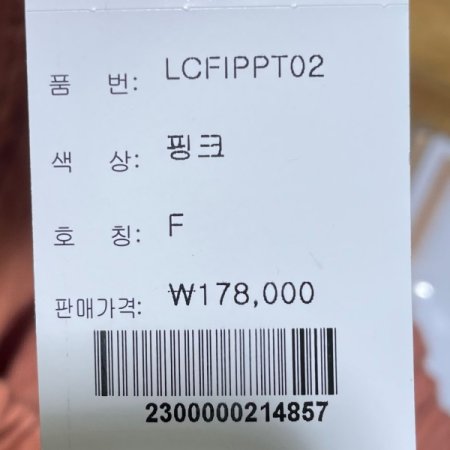 품 번: LCFIPPT02
색 상: 핑크
호 칭: F
판매가격: ₩178,000
2300000214857